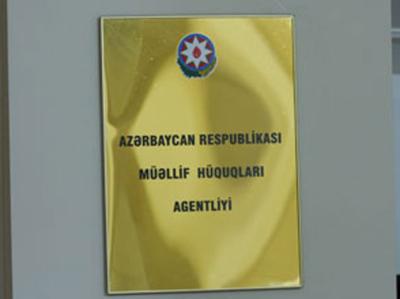 AZƏRBAYCAN RESPUBLİKASI
MÜƏLLİF HÜQUQLARI
AGENTLİYİ